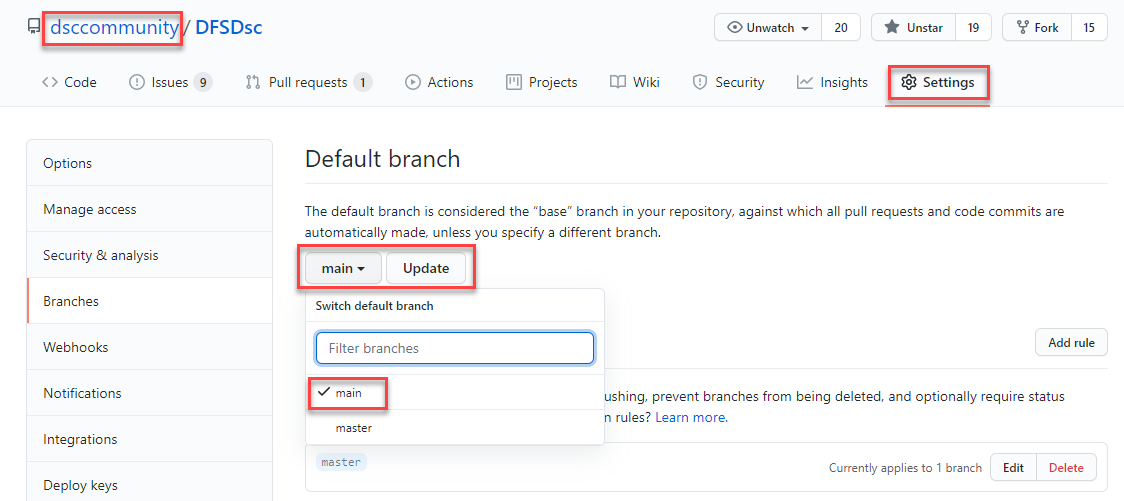 dsccommunity / DFSDsc
Unwatch 20 Unstar 19 Fork 15
Code Issues 9 Pull requests 1 Actions Projects Wiki Security Insights Settings
Options
Manage access
Security & analysis
Branches
Webhooks
Notifications
Integrations
Deploy keys
Default branch
The default branch is considered the “base” branch in your repository, against which all pull requests and code commits are
automatically made, unless you specify a different branch.
main Update
Switch default branch
Filter branches
main
master
Add rule
ushing, prevent branches from being deleted, and optionally require status
n rules? Learn more.
master Currently applies to 1 branch Edit Delete